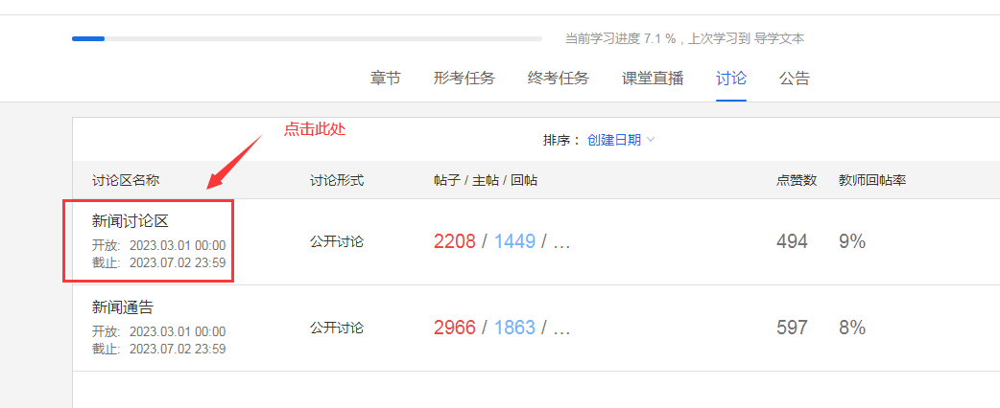 当前学习进度 7.1 % , 上次学习到 导学文本
章节 形考任务 终考任务 课堂直播 讨论 公告
点击此处
排序： 创建日期
讨论区名称 讨论形式 帖子 / 主帖 / 回帖 点赞数 教师回帖率
新闻讨论区
开放: 2023.03.01 00:00
截止: 2023.07.02 23:59
公开讨论 2208 / 1449 / ... 494 9%
新闻通告
开放: 2023.03.01 00:00
截止: 2023.07.02 23:59
公开讨论 2966 / 1863 / ... 597 8%